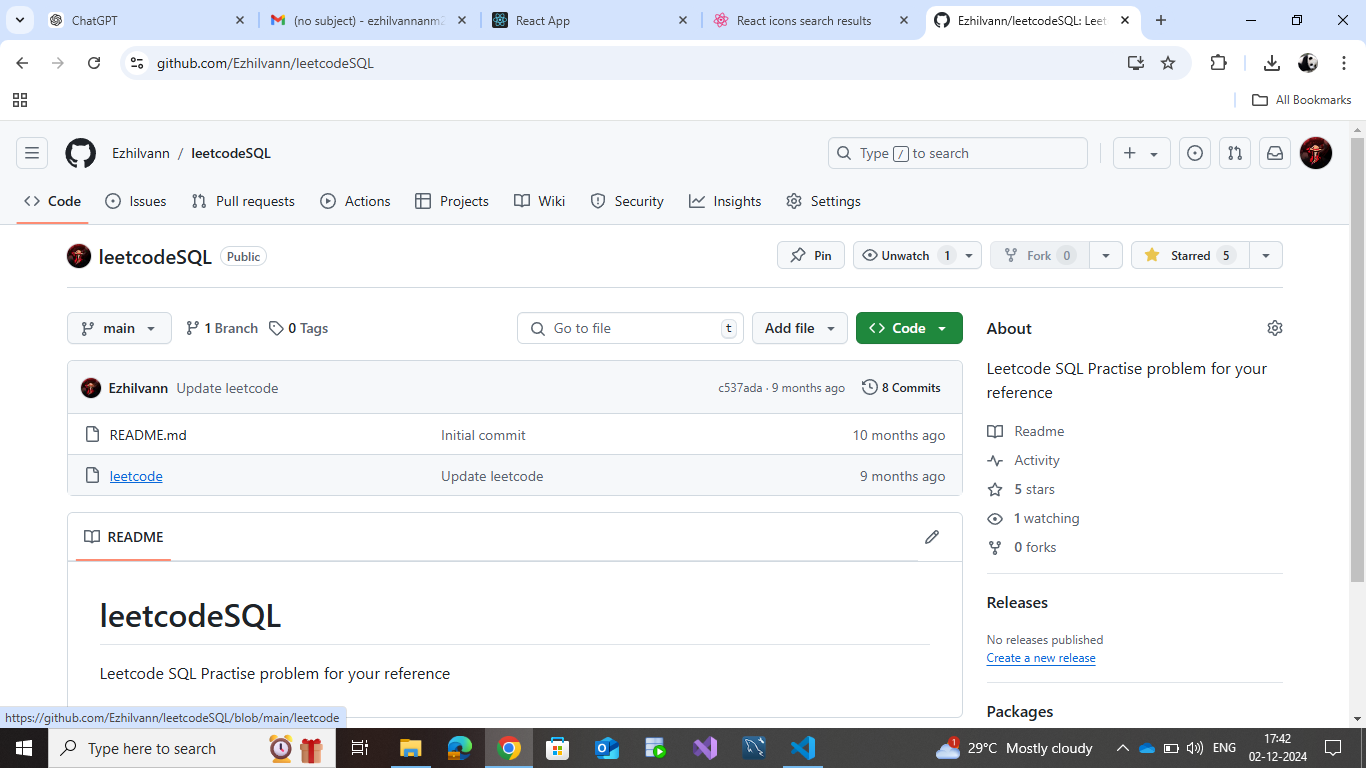 ChatGPT
(no subject) - ezhilvannanm2
React App
React icons search results
Ezhilvann/leetcodeSQL: Leet
github.com/Ezhilvann/leetcodeSQL
All Bookmarks
Ezhilvann / leetcodeSQL
Type / to search
Code Issues Pull requests Actions Projects Wiki Security Insights Settings
leetcodeSQL Public
Pin Unwatch 1 Fork 0 Starred 5
main 1 Branch 0 Tags
Go to file t Add file Code
Ezhilvann Update leetcode c537ada · 9 months ago 8 Commits
README.md Initial commit 10 months ago
leetcode Update leetcode 9 months ago
README
leetcodeSQL
Leetcode SQL Practise problem for your reference
About
Leetcode SQL Practise problem for your
reference
Readme
Activity
5 stars
1 watching
0 forks
Releases
No releases published
Create a new release
Packages
https://github.com/Ezhilvann/leetcodeSQL/blob/main/leetcode
Type here to search
1
29°C Mostly cloudy
ENG
17:42
02-12-2024